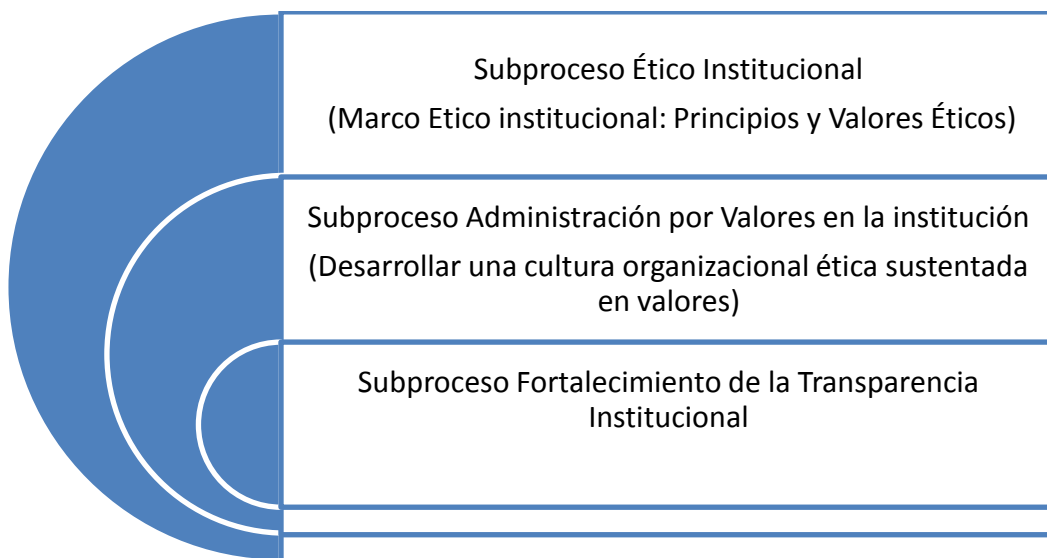 Subproceso Ético Institucional
(Marco Etico institucional: Principios y Valores Éticos)
Subproceso Administración por Valores en la institución
(Desarrollar una cultura organizacional ética sustentada
en valores)
Subproceso Fortalecimiento de la Transparencia
Institucional